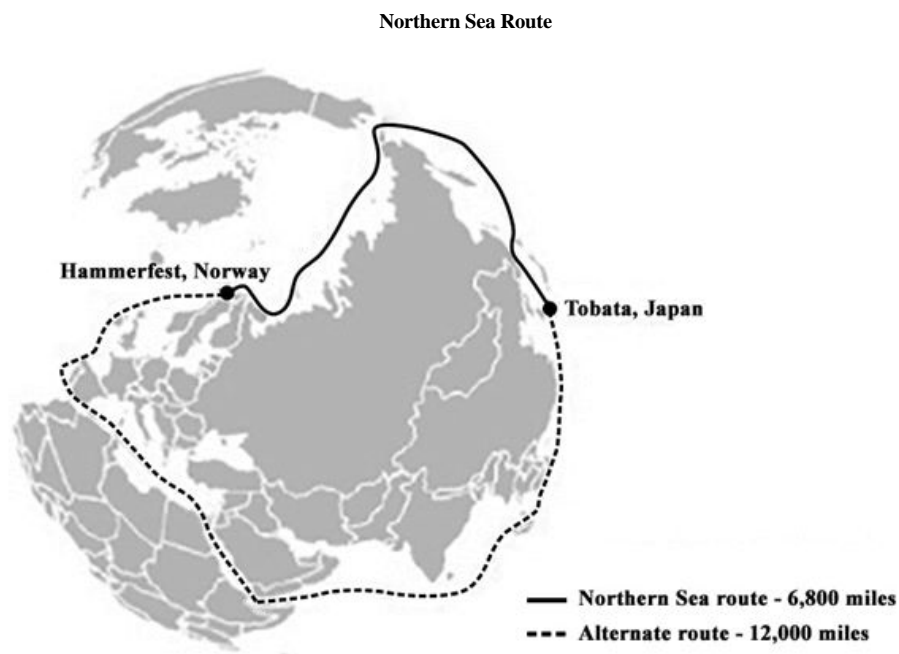 Northern Sea Route
Hammerfest, Norway
Tobata, Japan
Northern Sea route - 6,800 miles
Alternate route - 12,000 miles